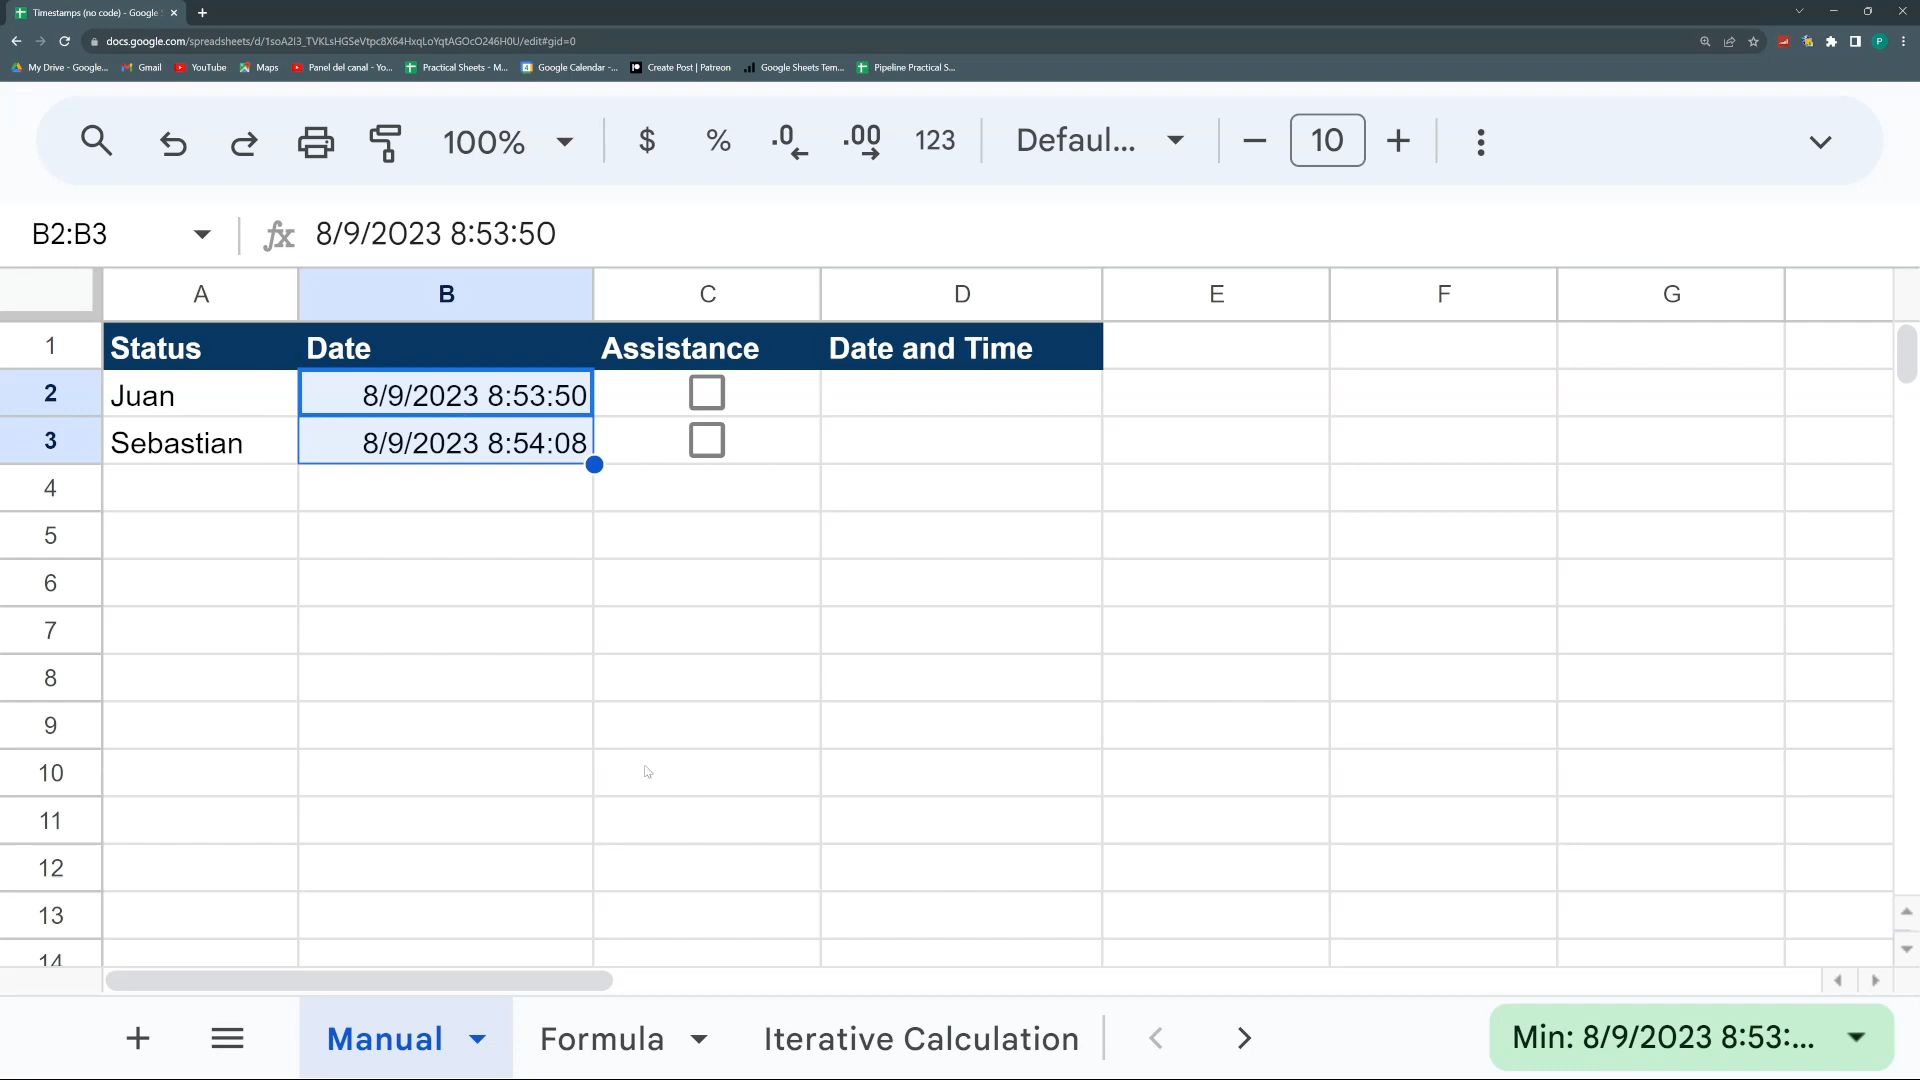 Timestamps (no code) - Google S
docs.google.com/spreadsheets/d/1soA2I3_TVKLsHGSeVtpc8X64HxqLoYqtAGOcO246H0U/edit#gid=0
My Drive - Google... Gmail YouTube Maps Panel del canal - Yo... Practical Sheets - M... Google Calendar -... Create Post | Patreon Google Sheets Tem... Pipeline Practical S...
100% $ % .0 .00 123 Defaul... 10
B2:B3 fx 8/9/2023 8:53:50
A B C D E F G
1 Status Date Assistance Date and Time
2 Juan 8/9/2023 8:53:50
3 Sebastian 8/9/2023 8:54:08
4
5
6
7
8
9
10
11
12
13
14
Manual Formula Iterative Calculation Min: 8/9/2023 8:53:...